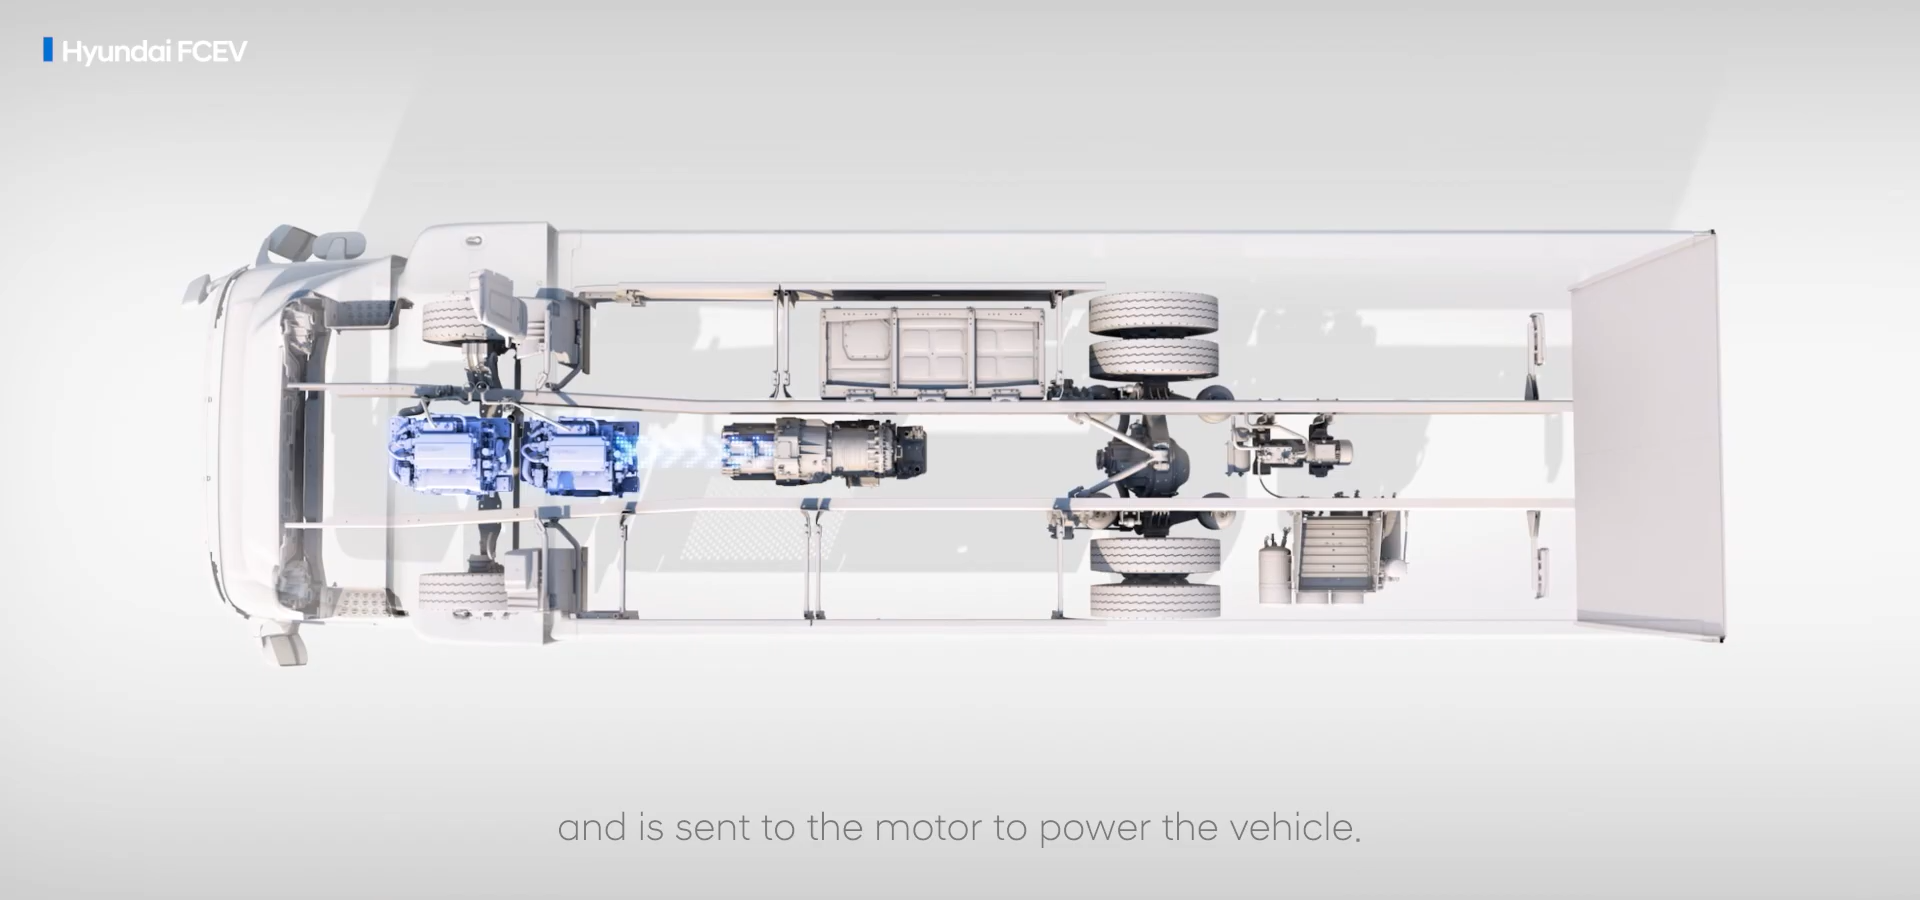 Hyundai FCEV
and is sent to the motor to power the vehicle.